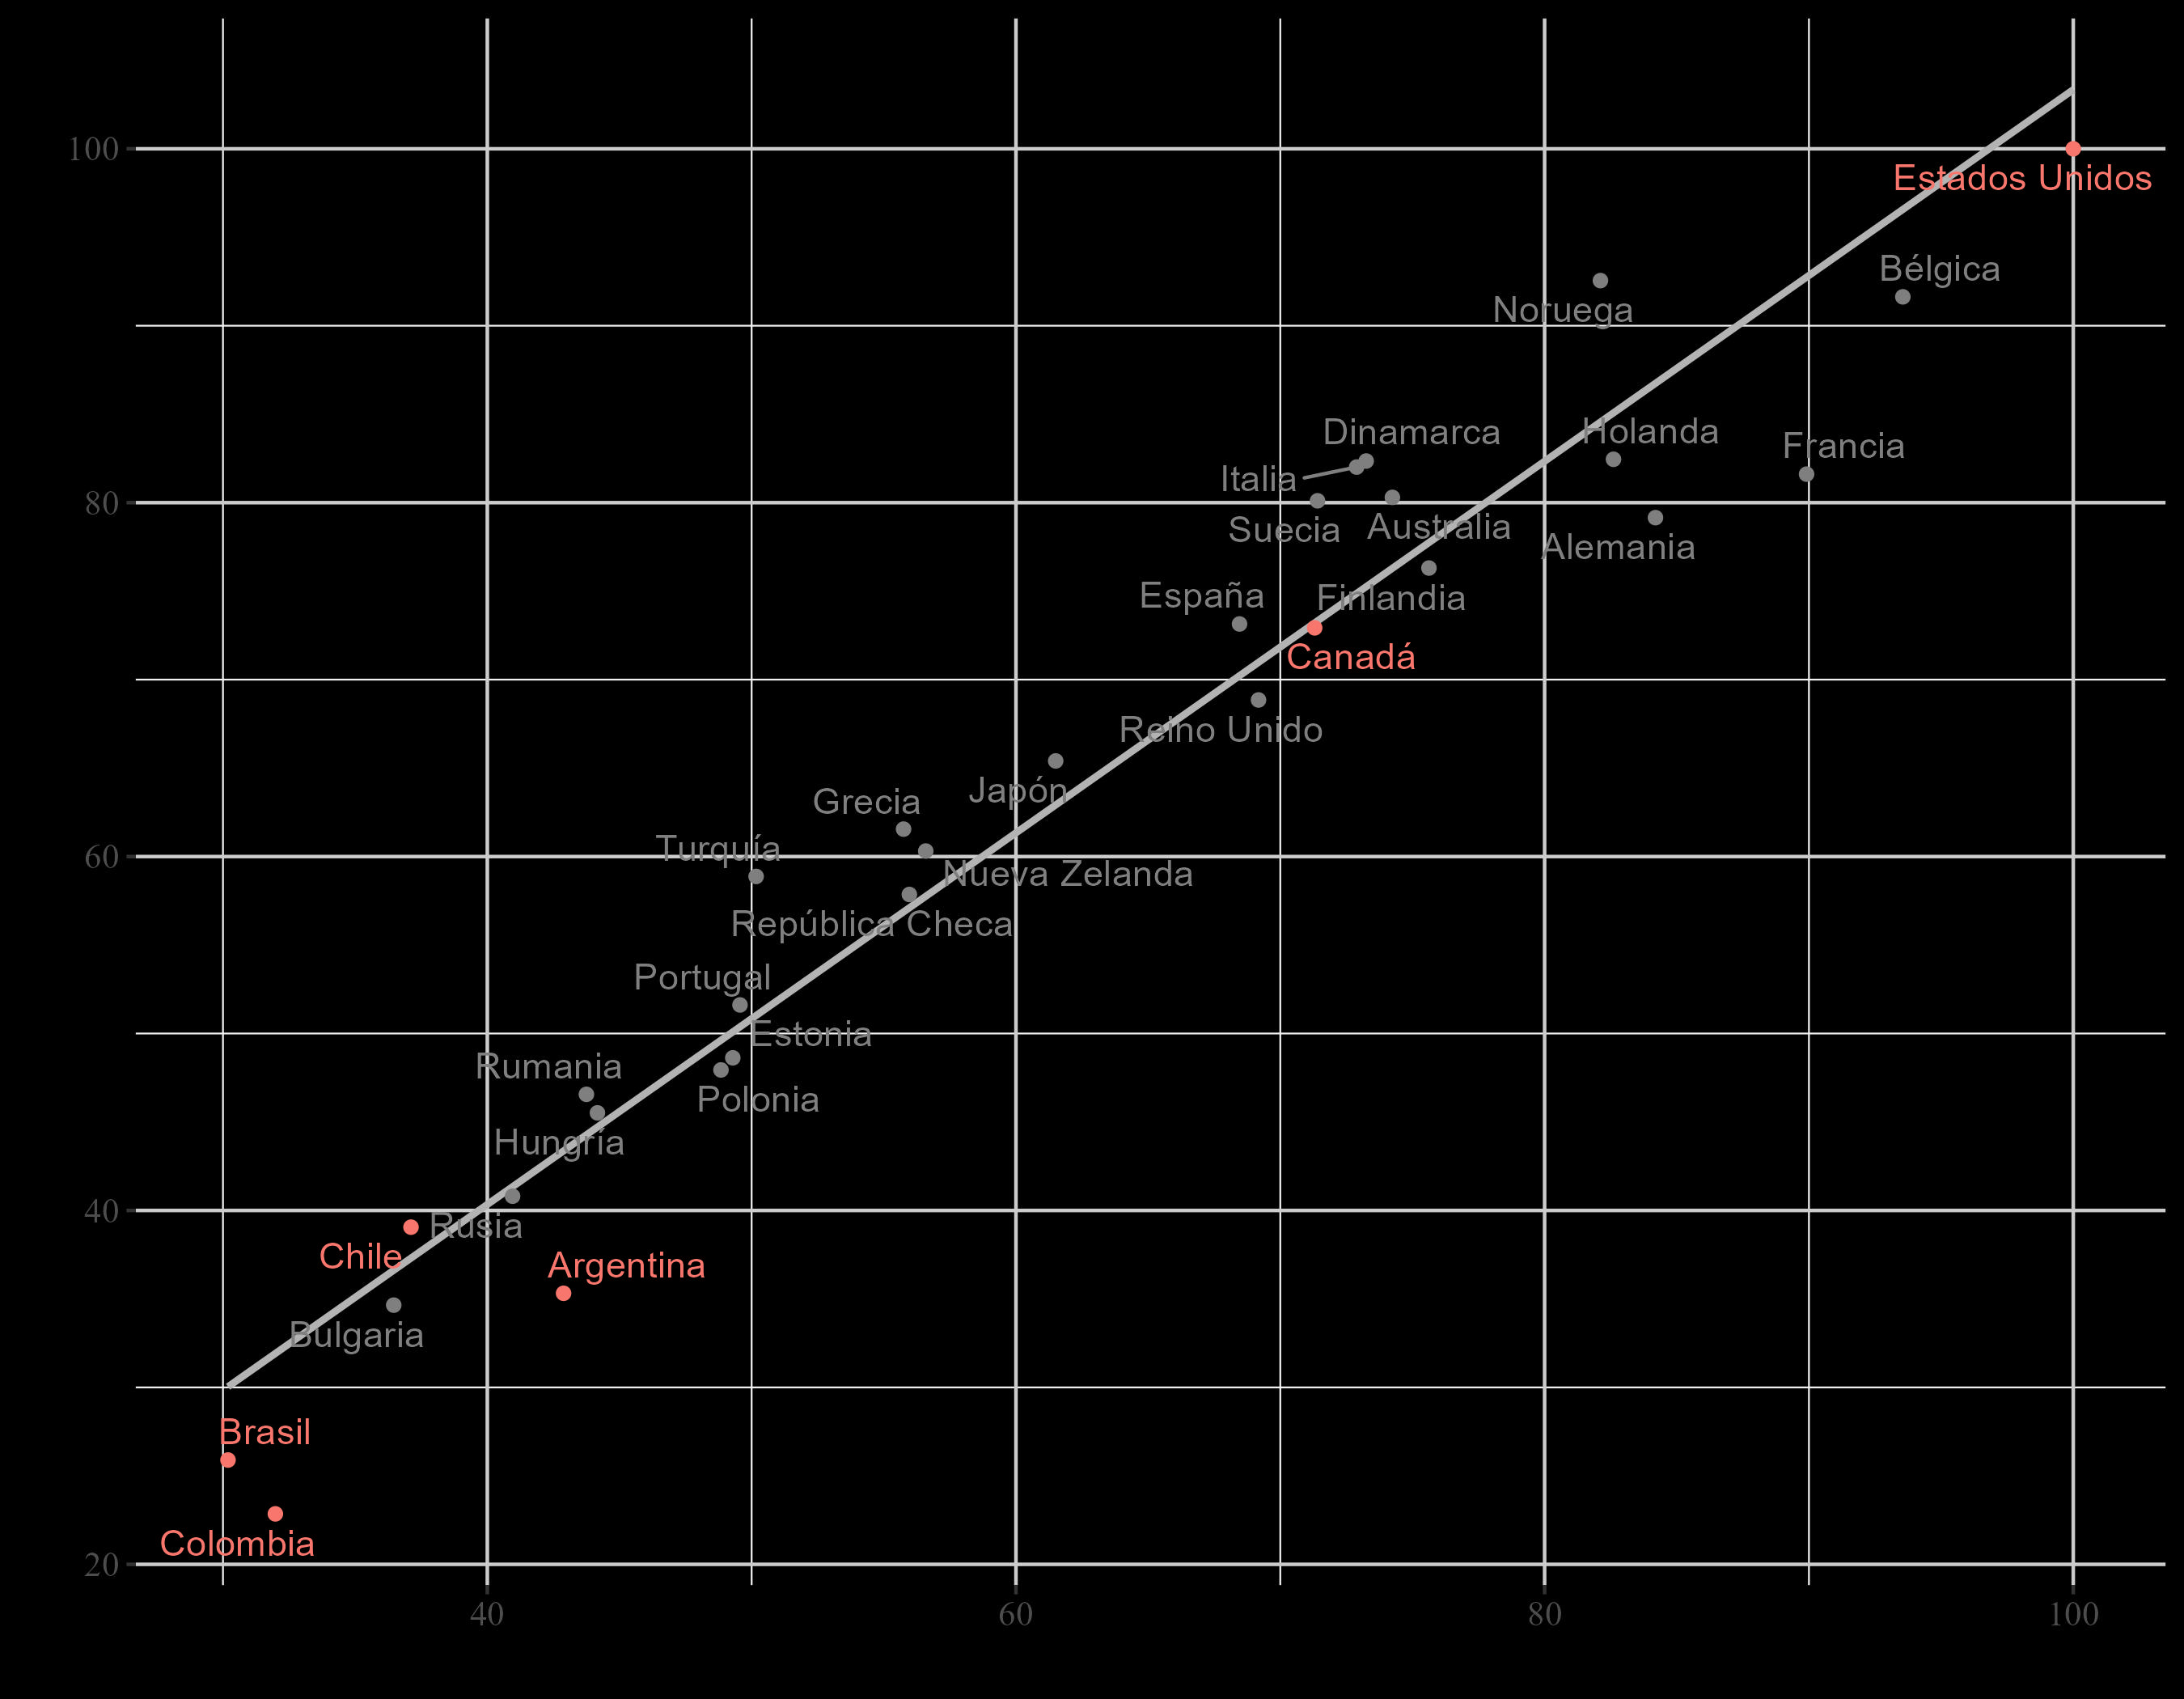 100
Estados Unidos
Bélgica
Noruega
Dinamarca
Holanda
Francia
Italia
80
Suecia
Australia
Alemania
España
Finlandia
Canadá
Reino Unido
Japón
Grecia
Turquía
60
Nueva Zelanda
República Checa
Portugal
Estonia
Rumania
Polonia
Hungría
40
Rusia
Chile
Argentina
Bulgaria
Brasil
Colombia
20
40
60
80
100